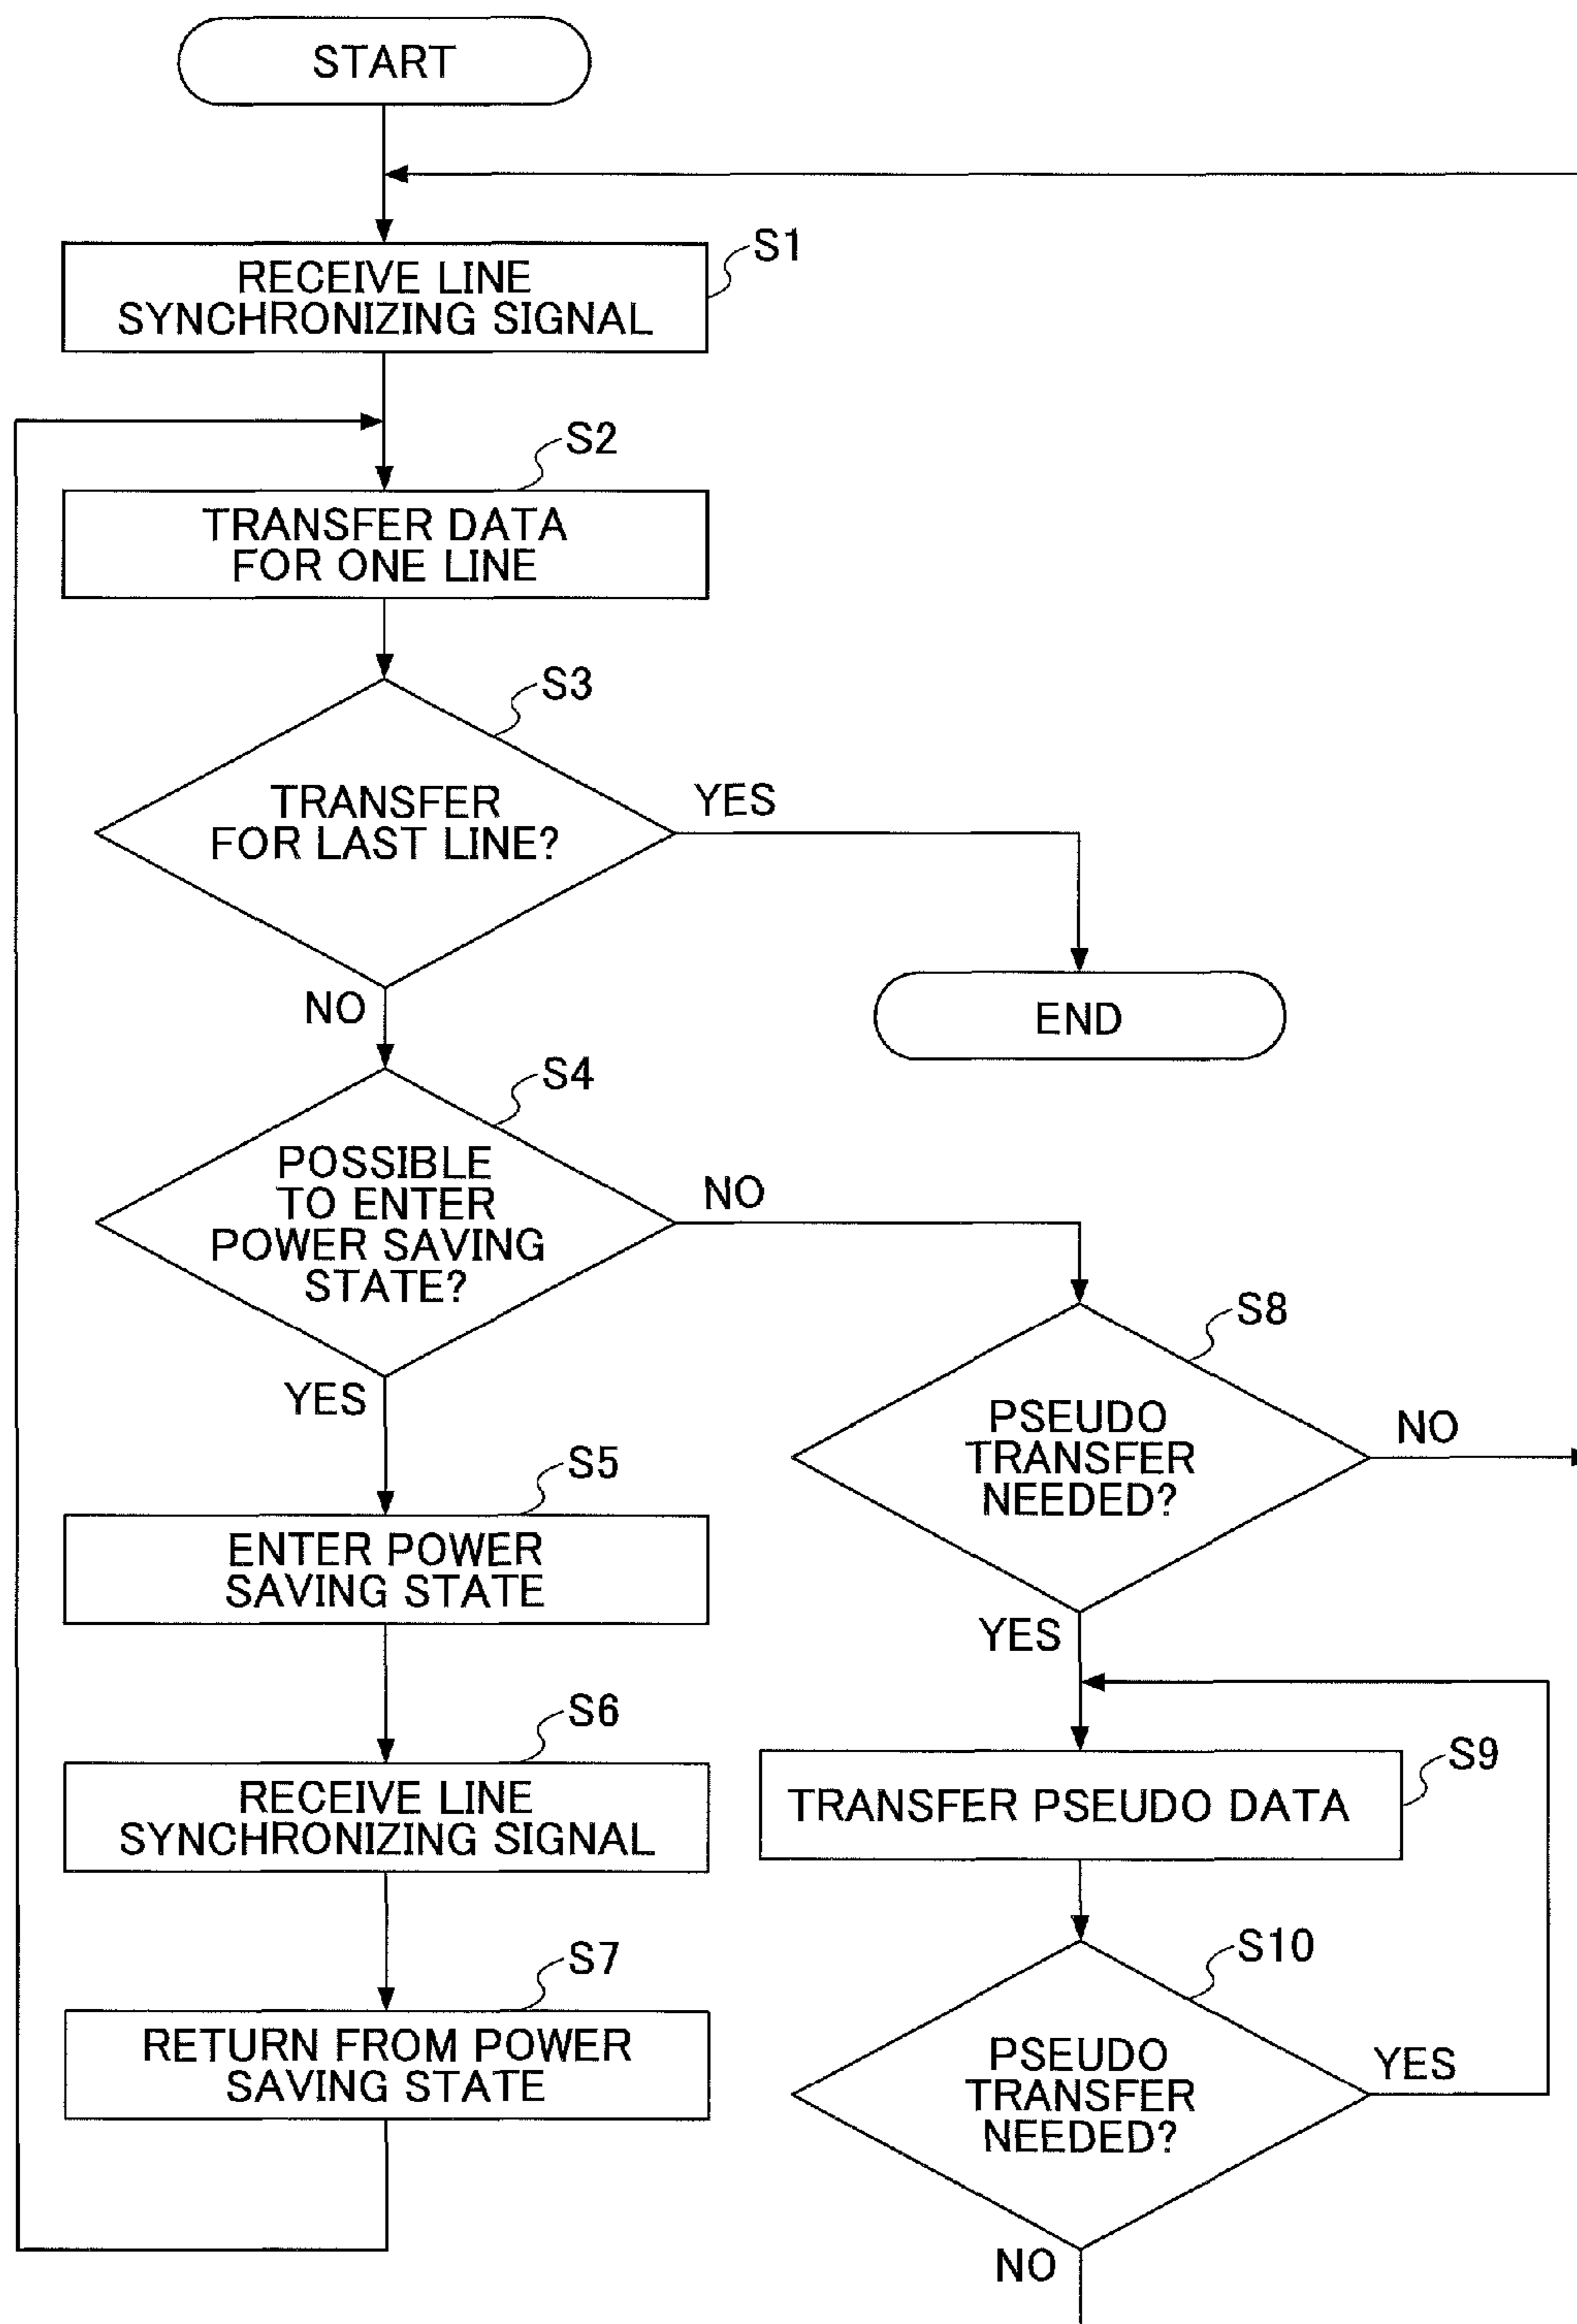 START
S1
RECEIVE LINE
SYNCHRONIZING SIGNAL
S2
TRANSFER DATA
FOR ONE LINE
S3
TRANSFER
FOR LAST LINE?
YES
NO
END
S4
POSSIBLE
TO ENTER
POWER SAVING
STATE?
NO
YES
S8
PSEUDO
TRANSFER
NEEDED?
NO
YES
S5
ENTER POWER
SAVING STATE
S6
RECEIVE LINE
SYNCHRONIZING SIGNAL
S9
TRANSFER PSEUDO DATA
S7
RETURN FROM POWER
SAVING STATE
S10
PSEUDO
TRANSFER
NEEDED?
YES
NO